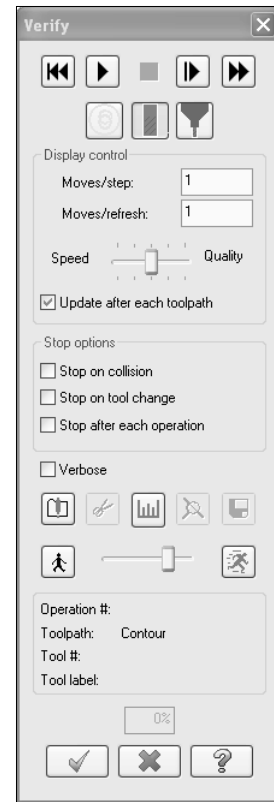 Verify
Display control
Moves/step: 1
Moves/refresh: 1
Speed Quality
Update after each toolpath
Stop options
Stop on collision
Stop on tool change
Stop after each operation
Verbose
Operation #:
Toolpath: Contour
Tool #:
Tool label:
0%